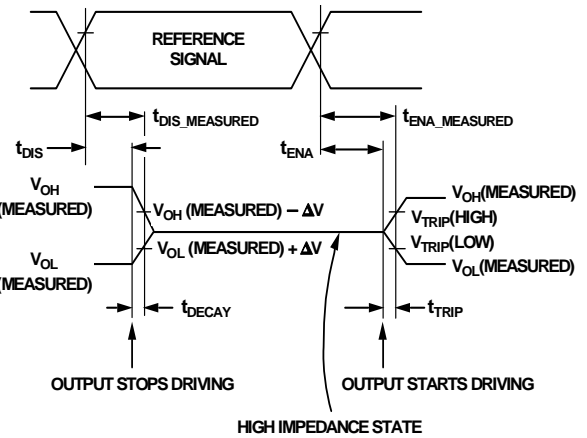 REFERENCE
SIGNAL
tDIS_MEASURED
tENA_MEASURED
tDIS
tENA
VOH
(MEASURED)
VOH (MEASURED) – ΔV
VOH(MEASURED)
VTRIP(HIGH)
VOL (MEASURED) + ΔV
VTRIP(LOW)
VOL
(MEASURED)
VOL(MEASURED)
tDECAY
tTRIP
OUTPUT STOPS DRIVING
OUTPUT STARTS DRIVING
HIGH IMPEDANCE STATE